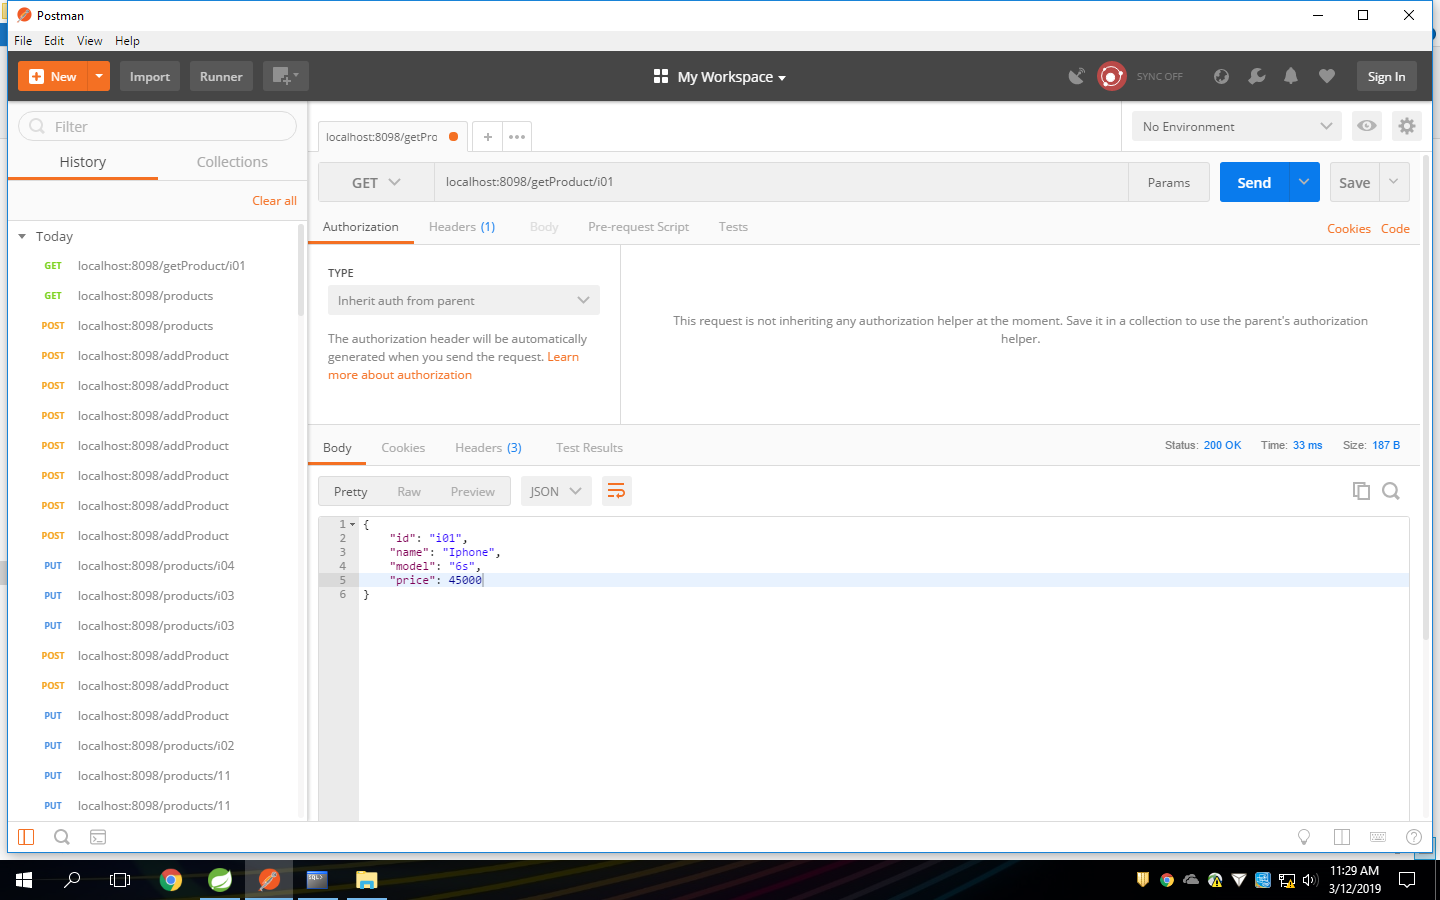 Postman
File Edit View Help
New Import Runner My Workspace SYNC OFF Sign In
Filter
History Collections
Clear all
Today
GET localhost:8098/getProduct/i01
GET localhost:8098/products
POST localhost:8098/products
POST localhost:8098/addProduct
POST localhost:8098/addProduct
POST localhost:8098/addProduct
POST localhost:8098/addProduct
POST localhost:8098/addProduct
POST localhost:8098/addProduct
POST localhost:8098/addProduct
PUT localhost:8098/products/i04
PUT localhost:8098/products/i03
PUT localhost:8098/products/i03
POST localhost:8098/addProduct
POST localhost:8098/addProduct
PUT localhost:8098/addProduct
PUT localhost:8098/products/i02
PUT localhost:8098/products/11
PUT localhost:8098/products/11
localhost:8098/getPro
No Environment
GET localhost:8098/getProduct/i01 Params Send Save
Authorization Headers (1) Body Pre-request Script Tests Cookies Code
TYPE
Inherit auth from parent
The authorization header will be automatically
generated when you send the request. Learn
more about authorization
This request is not inheriting any authorization helper at the moment. Save it in a collection to use the parent's authorization
helper.
Body Cookies Headers (3) Test Results Status: 200 OK Time: 33 ms Size: 187 B
Pretty Raw Preview JSON
1 {
2 "id": "i01",
3 "name": "Iphone",
4 "model": "6s",
5 "price": 45000
6 }
SQL>
11:29 AM
3/12/2019